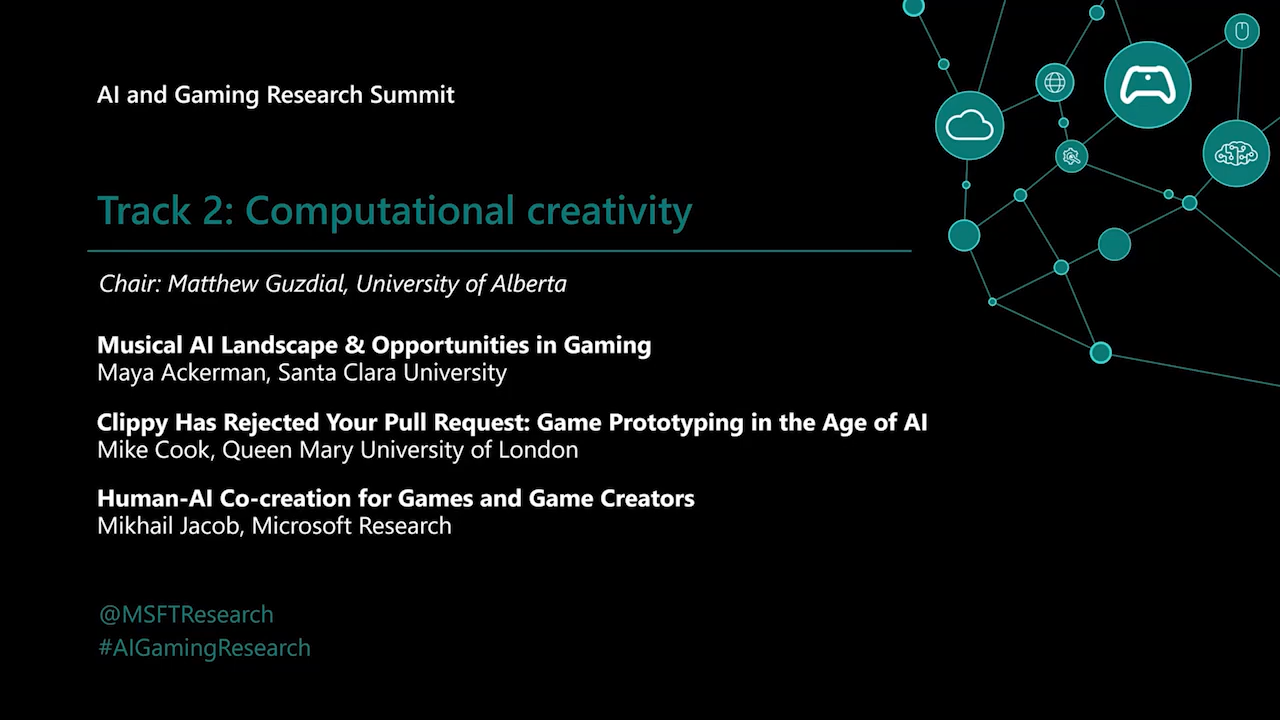 AI and Gaming Research Summit
Track 2: Computational creativity
Chair: Matthew Guzdial, University of Alberta
Musical AI Landscape & Opportunities in Gaming
Maya Ackerman, Santa Clara University
Clippy Has Rejected Your Pull Request: Game Prototyping in the Age of AI
Mike Cook, Queen Mary University of London
Human-AI Co-creation for Games and Game Creators
Mikhail Jacob, Microsoft Research
@MSFTResearch
#AIGamingResearch